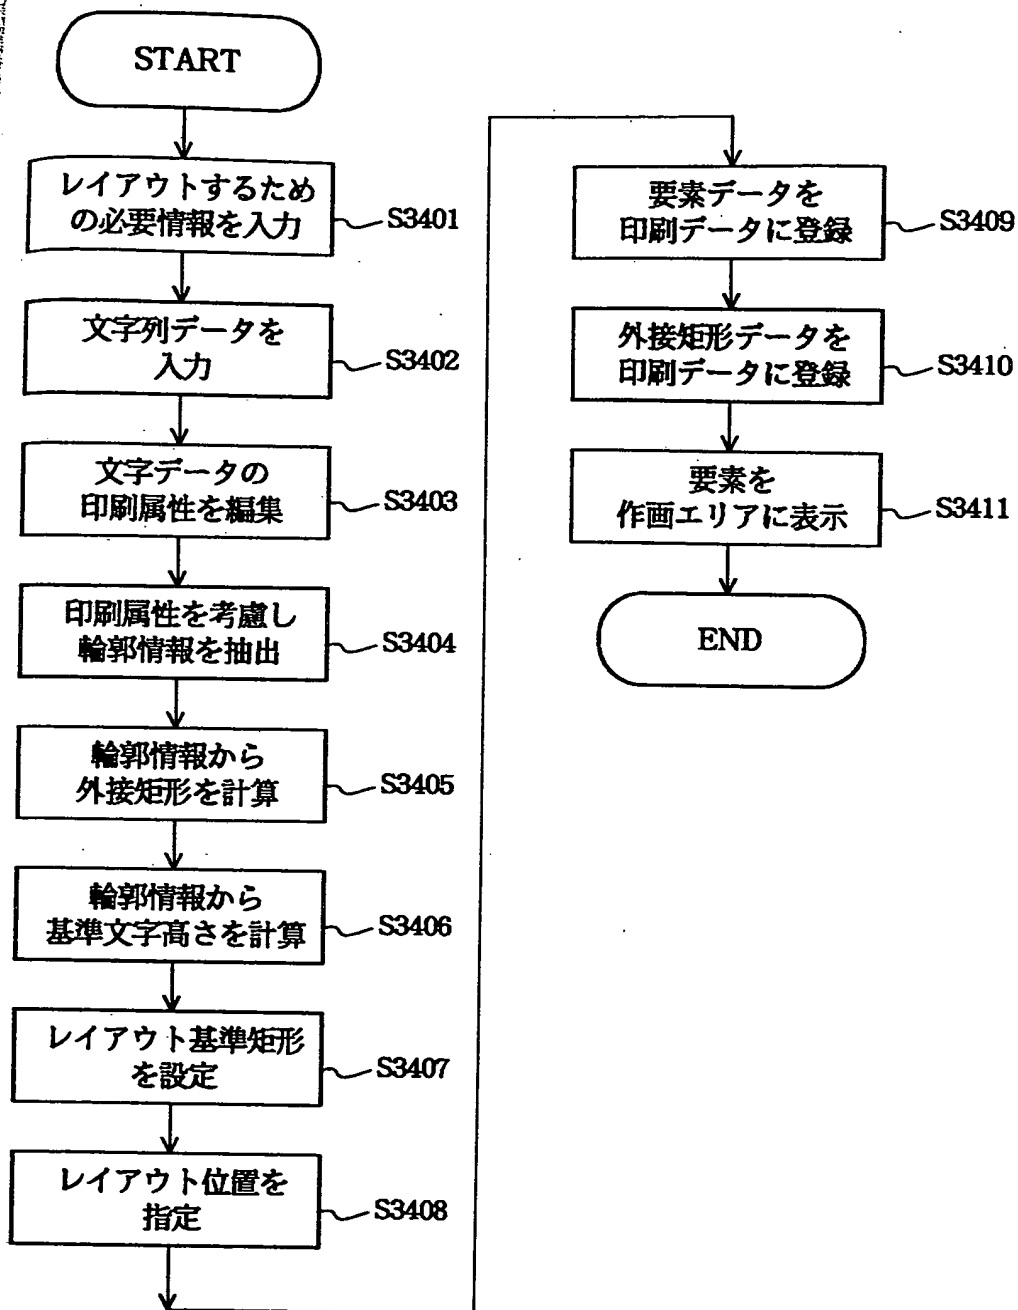 START
レイアウトするため
の必要情報を入力
S3401
文字列データを
入力
S3402
文字データの
印刷属性を編集
S3403
印刷属性を考慮し
輪郭情報を抽出
S3404
輪郭情報から
外接矩形を計算
S3405
輪郭情報から
基準文字高さを計算
S3406
レイアウト基準矩形
を設定
S3407
レイアウト位置を
指定
S3408
要素データを
印刷データに登録
S3409
外接矩形データを
印刷データに登録
S3410
要素を
作画エリアに表示
S3411
END